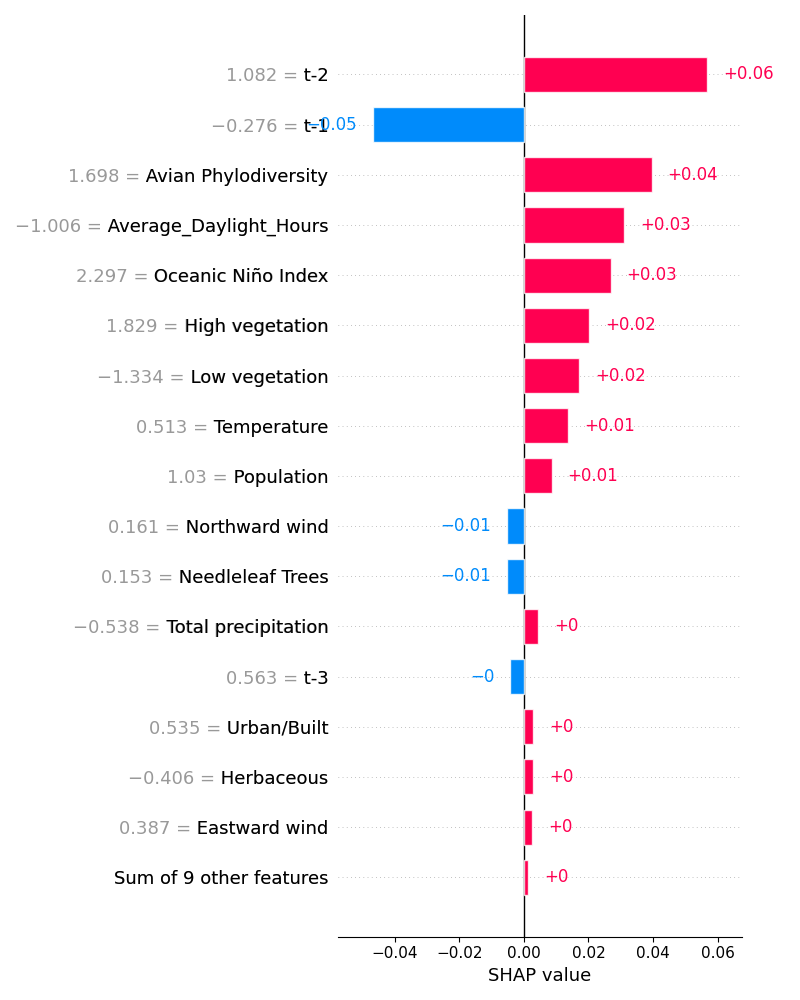 1.082 = t-2
+0.06
−0.276 = t-1
−0.05
1.698 = Avian Phylodiversity
+0.04
−1.006 = Average_Daylight_Hours
+0.03
2.297 = Oceanic Niño Index
+0.03
1.829 = High vegetation
+0.02
−1.334 = Low vegetation
+0.02
0.513 = Temperature
+0.01
1.03 = Population
+0.01
0.161 = Northward wind
−0.01
0.153 = Needleleaf Trees
−0.01
−0.538 = Total precipitation
+0
0.563 = t-3
−0
0.535 = Urban/Built
+0
−0.406 = Herbaceous
+0
0.387 = Eastward wind
+0
Sum of 9 other features
+0
−0.04 −0.02 0.00 0.02 0.04 0.06
SHAP value